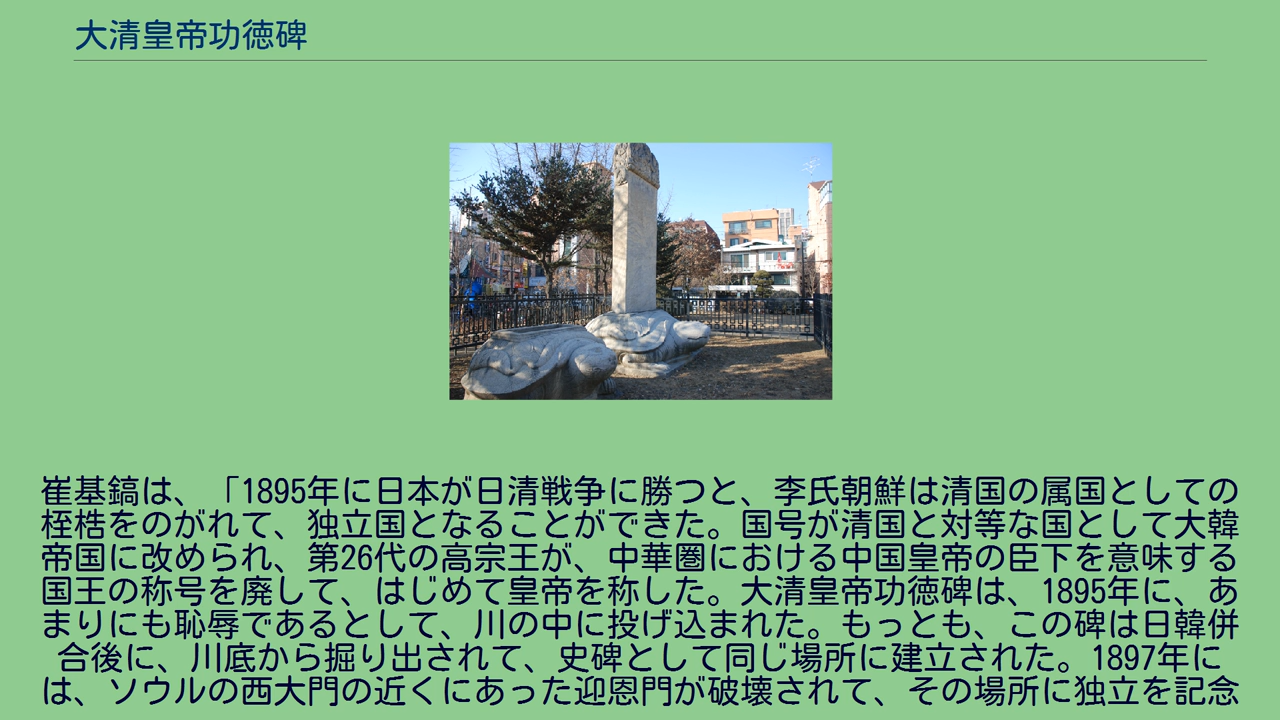 大清皇帝功徳碑
崔基鎬は、「1895年に日本が日清戦争に勝つと、李氏朝鮮は清国の属国としての
桎梏をのがれて、独立国となることができた。国号が清国と対等な国として大韓
帝国に改められ、第26代の高宗王が、中華圏における中国皇帝の臣下を意味する
国王の称号を廃して、はじめて皇帝を称した。大清皇帝功徳碑は、1895年に、あ
まりにも恥辱であるとして、川の中に投げ込まれた。もっとも、この碑は日韓併
合後に、川底から掘り出されて、史碑として同じ場所に建立された。1897年に
は、ソウルの西大門の近くにあった迎恩門が破壊されて、その場所に独立を記念